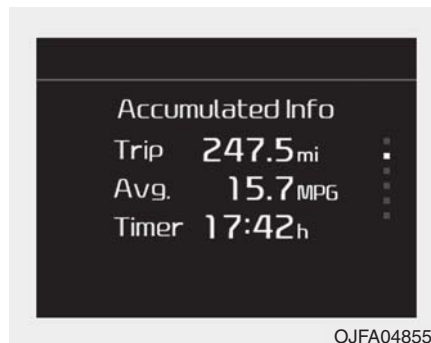 Accumulated Info
Trip 247.5mi
Avg. 15.7MPG
Timer 17:42h
OJFA04855